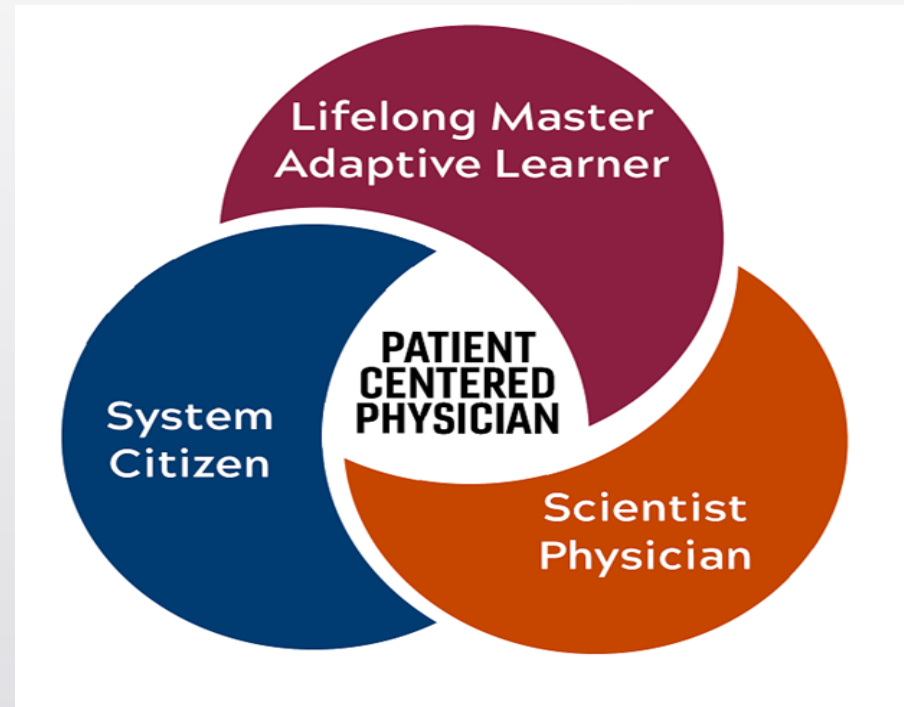 Lifelong Master
Adaptive Learner
PATIENT
CENTERED
PHYSICIAN
System
Citizen
Scientist
Physician